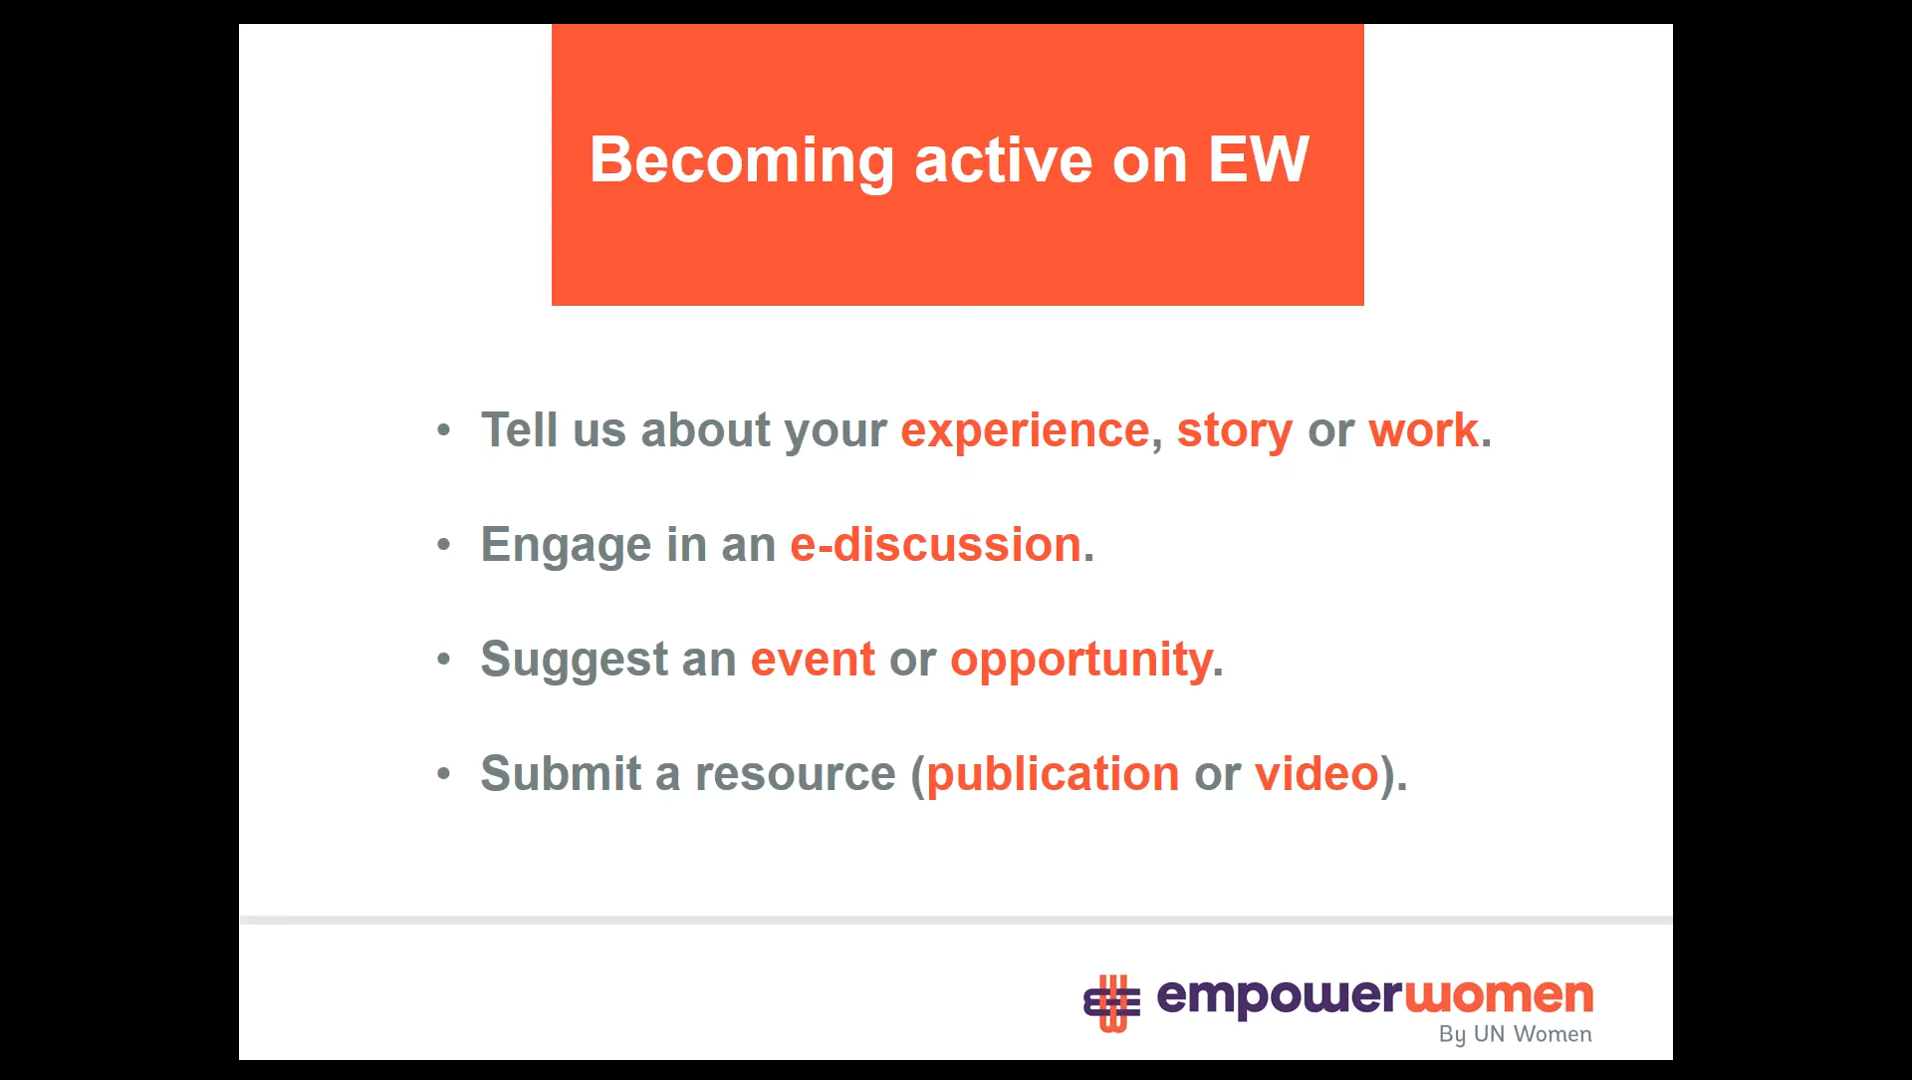 Becoming active on EW
• Tell us about your experience, story or work.
• Engage in an e-discussion.
• Suggest an event or opportunity.
• Submit a resource (publication or video).
empowerwomen
By UN Women